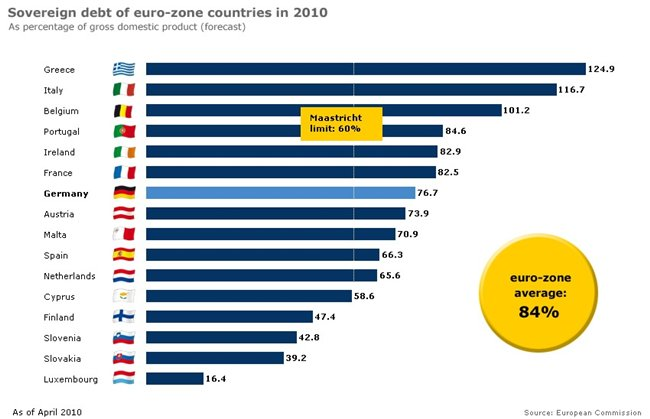 Sovereign debt of euro-zone countries in 2010
As percentage of gross domestic product (forecast)
Greece 124.9
Italy 116.7
Belgium 101.2
Maastricht
limit: 60%
Portugal 84.6
Ireland 82.9
France 82.5
Germany 76.7
Austria 73.9
Malta 70.9
Spain 66.3
Netherlands 65.6
Cyprus 58.6
Finland 47.4
Slovenia 42.8
Slovakia 39.2
Luxembourg 16.4
euro-zone
average:
84%
As of April 2010
Source: European Commission